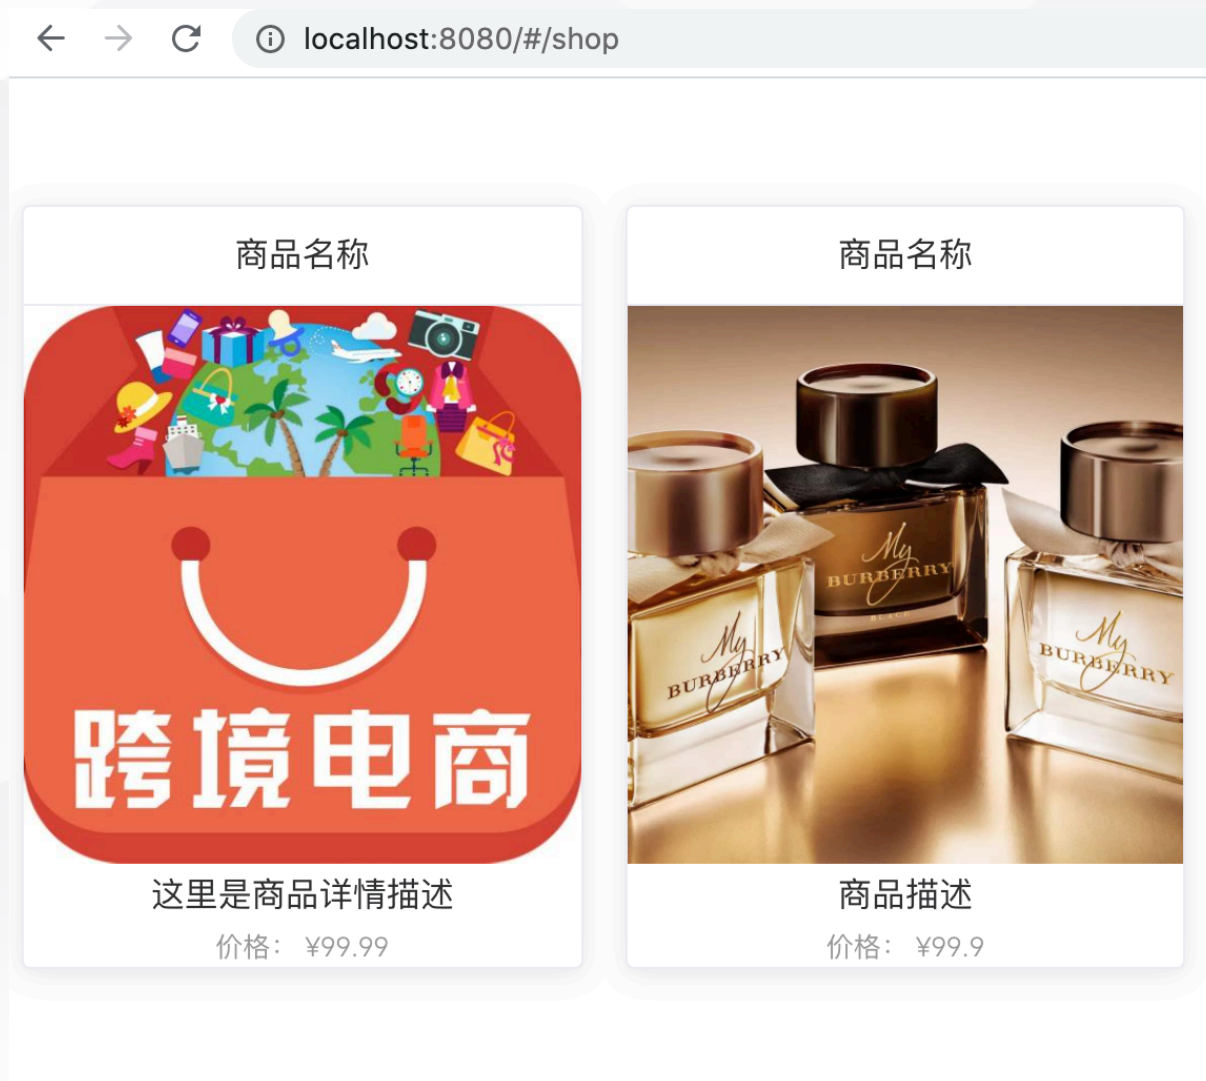 localhost:8080/#/shop
商品名称
跨境电商
这里是商品详情描述
价格： ¥99.99
商品名称
My
BURBERRY
BLACK
My
BURBERRY
My
BURBERRY
商品描述
价格： ¥99.9